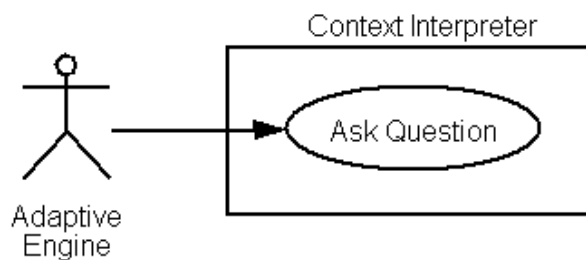 Context Interpreter
Ask Question
Adaptive
Engine